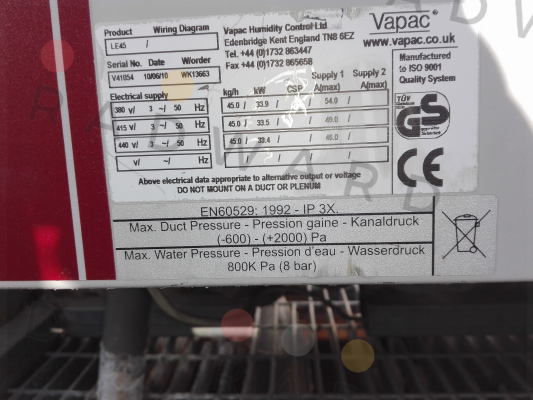 Product Wiring Diagram
LE45 /
Serial No. Date W/order
V41054 10/06/10 WK13663
Electrical supply
380 v/ 3 ~/ 50 Hz
415 v/ 3 ~/ 50 Hz
440 v/ 3 ~/ 50 Hz
v/ ~/ Hz
Vapac Humidity Control Ltd
Edenbridge Kent England TN8 6EZ
Tel. +44 (0)1732 863447
Fax +44 (0)1732 865658
kg/h kW CSP Supply 1 A(max) Supply 2 A(max)
45.0 / 33.9 / / 54.0 /
45.0 / 33.5 / / 49.0 /
45.0 / 33.4 / / 46.0 /
/ / / /
Vapac®
www.vapac.co.uk
Manufactured
to ISO 9001
Quality System
TÜV
GS
geprüfte
Sicherheit
CE
Above electrical data appropriate to alternative output or voltage
DO NOT MOUNT ON A DUCT OR PLENUM
EN60529: 1992 - IP 3X.
Max. Duct Pressure - Pression gaine - Kanaldruck
(-600) - (+2000) Pa
Max. Water Pressure - Pression d'eau - Wasserdruck
800K Pa (8 bar)
RADWARD